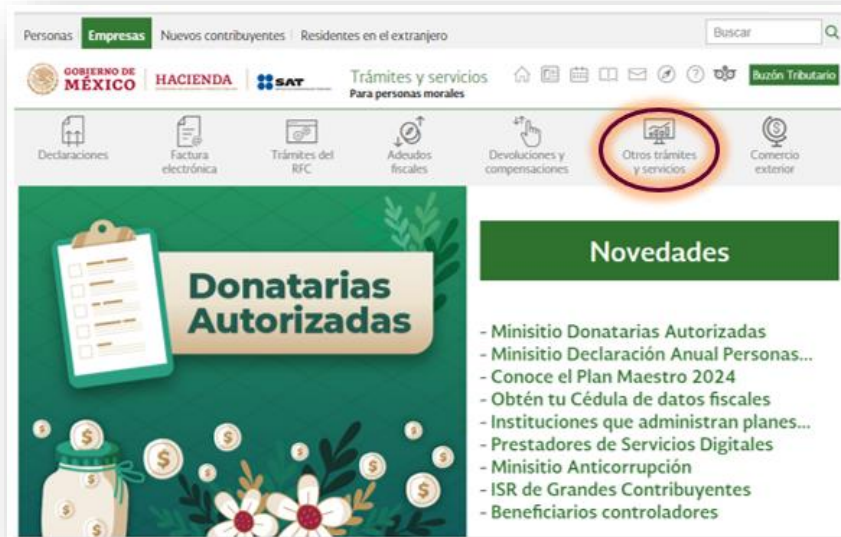 Personas Empresas Nuevos contribuyentes Residentes en el extranjero
Buscar
GOBIERNO DE
MÉXICO
HACIENDA
SAT
Trámites y servicios
Para personas morales
Buzón Tributario
Declaraciones
Factura
electrónica
Trámites del
RFC
Adeudos
fiscales
Devoluciones y
compensaciones
Otros trámites
y servicios
Comercio
exterior
Donatarias
Autorizadas
Novedades
- Minisitio Donatarias Autorizadas
- Minisitio Declaración Anual Personas...
- Conoce el Plan Maestro 2024
- Obtén tu Cédula de datos fiscales
- Instituciones que administran planes...
- Prestadores de Servicios Digitales
- Minisitio Anticorrupción
- ISR de Grandes Contribuyentes
- Beneficiarios controladores